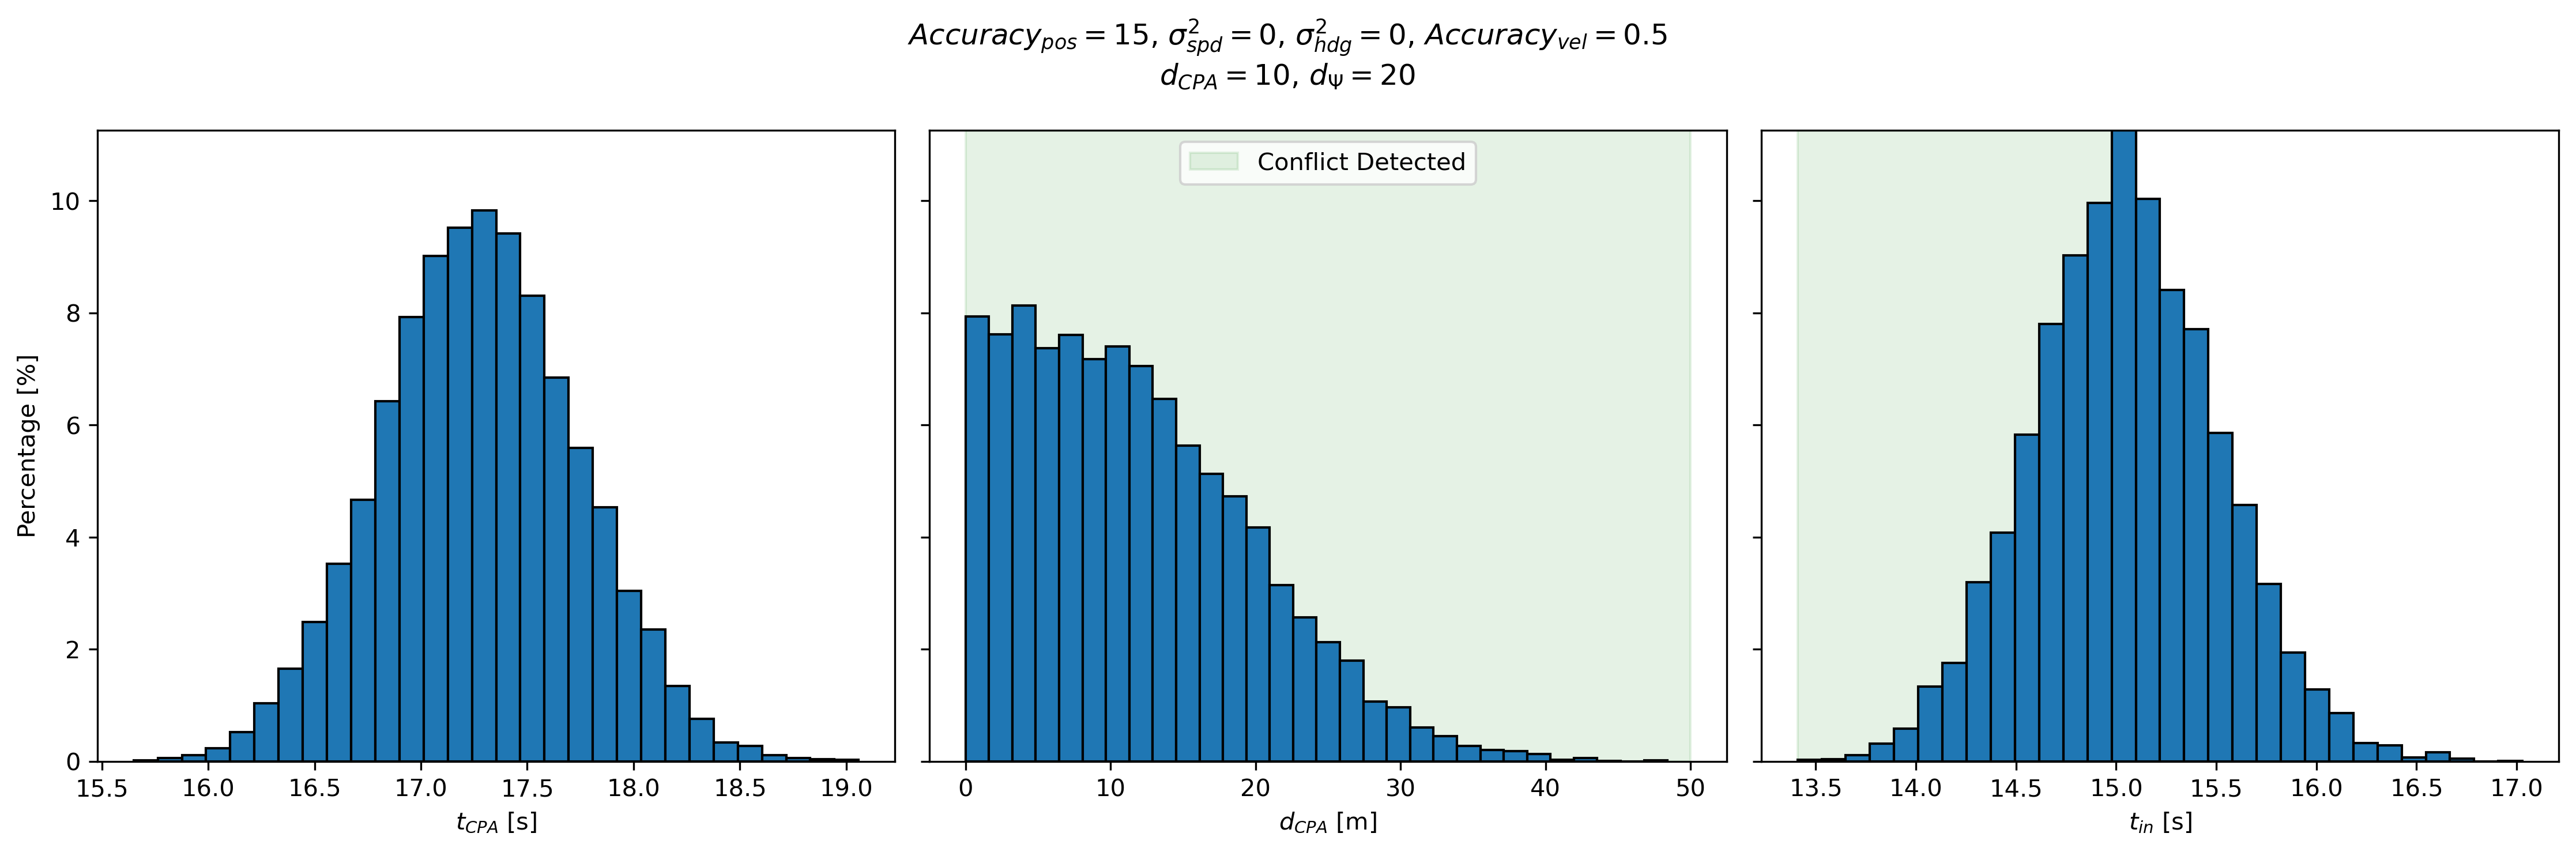 Accuracy_pos = 15, σ²_spd = 0, σ²_hdg = 0, Accuracy_vel = 0.5
d_CPA = 10, d_Ψ = 20
Percentage [%]
10
8
6
4
2
0
15.5 16.0 16.5 17.0 17.5 18.0 18.5 19.0
t_CPA [s]
Conflict Detected
0 10 20 30 40 50
d_CPA [m]
13.5 14.0 14.5 15.0 15.5 16.0 16.5 17.0
t_in [s]